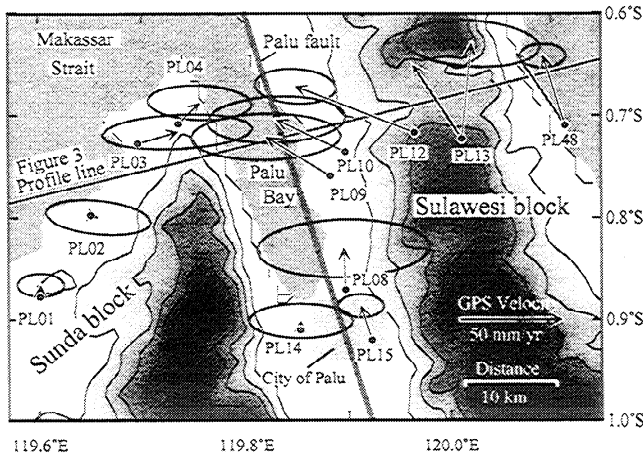 Makassar
Strait
PL04
Palu fault
0.6°S
0.7°S
PL03
PL12
PL13
PL48
Figure 3
Profile line
PL10
PL09
Palu
Bay
Sulawesi block
0.8°S
PL02
PL01
Sunda block
PL08
GPS Veloc
50 mm/yr
0.9°S
PL14
PL15
City of Palu
Distance
10 km
1.0°S
119.6°E
119.8°E
120.0°E